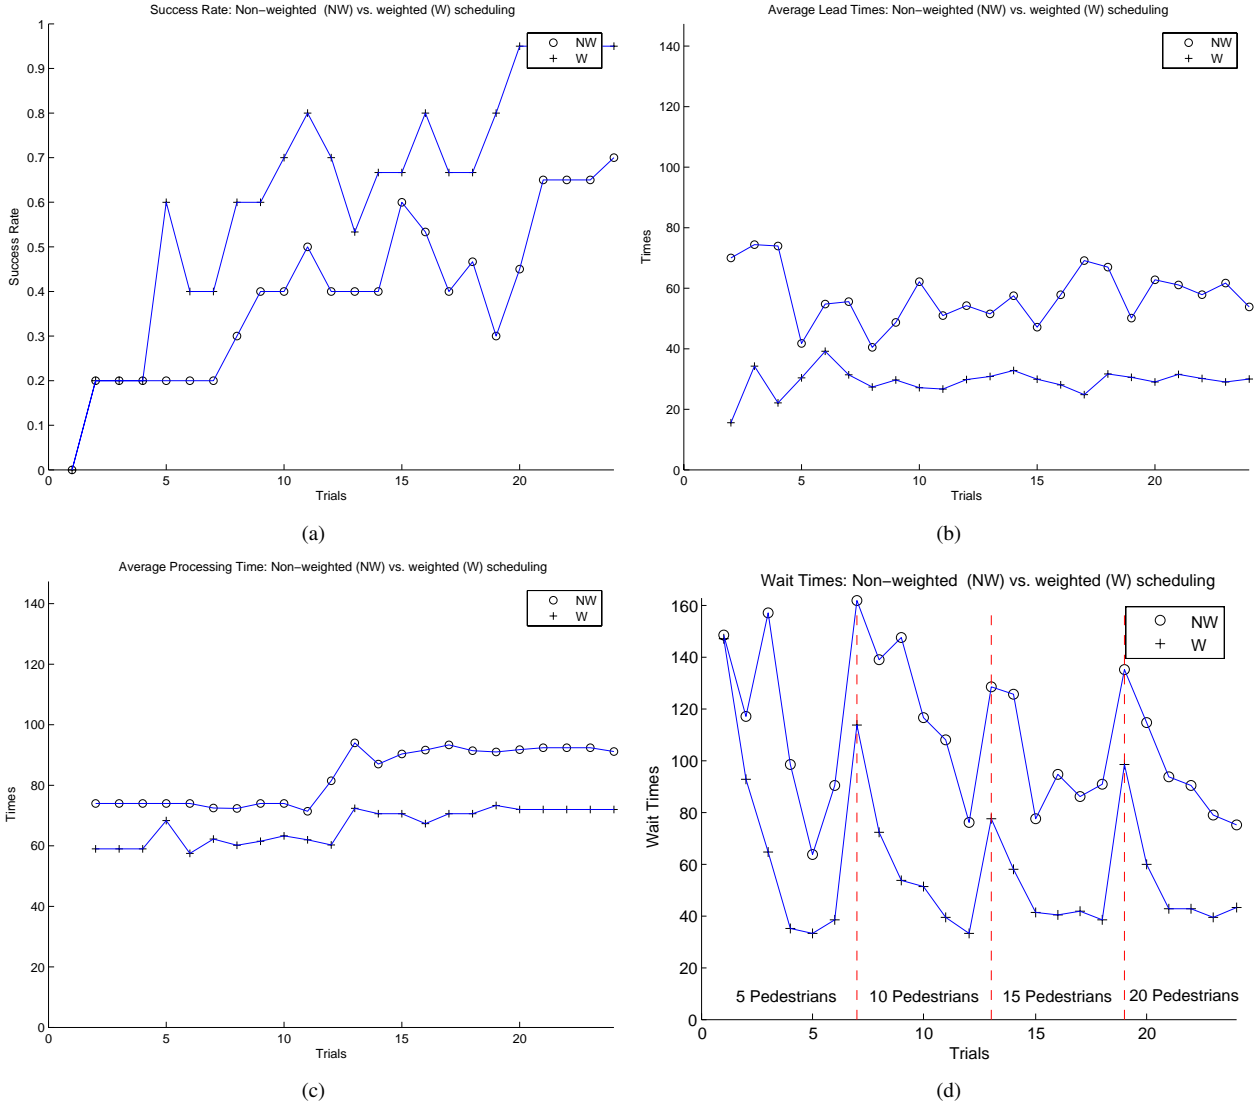 Success Rate: Non−weighted (NW) vs. weighted (W) scheduling
1
0.9
0.8
0.7
0.6
0.5
0.4
0.3
0.2
0.1
0
Success Rate
NW
W
0
5
10
15
20
Trials
(a)
Average Lead Times: Non−weighted (NW) vs. weighted (W) scheduling
140
120
100
80
60
40
20
0
Times
NW
W
0
5
10
15
20
Trials
(b)
Average Processing Time: Non−weighted (NW) vs. weighted (W) scheduling
140
120
100
80
60
40
20
0
Times
NW
W
0
5
10
15
20
Trials
(c)
Wait Times: Non−weighted (NW) vs. weighted (W) scheduling
160
140
120
100
80
60
40
20
0
Wait Times
NW
W
5 Pedestrians
10 Pedestrians
15 Pedestrians
20 Pedestrians
0
5
10
15
20
Trials
(d)